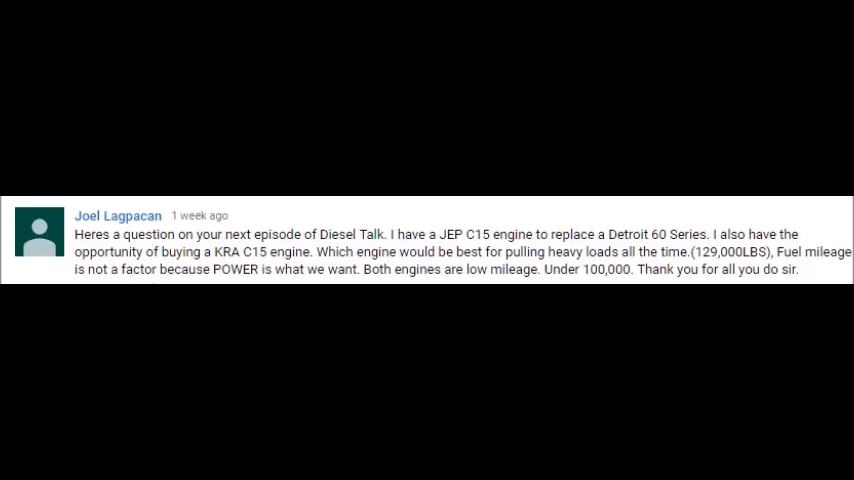 Joel Lagpacan 1 week ago
Heres a question on your next episode of Diesel Talk. I have a JEP C15 engine to replace a Detroit 60 Series. I also have the
opportunity of buying a KRA C15 engine. Which engine would be best for pulling heavy loads all the time.(129,000LBS), Fuel mileage
is not a factor because POWER is what we want. Both engines are low mileage. Under 100,000. Thank you for all you do sir.